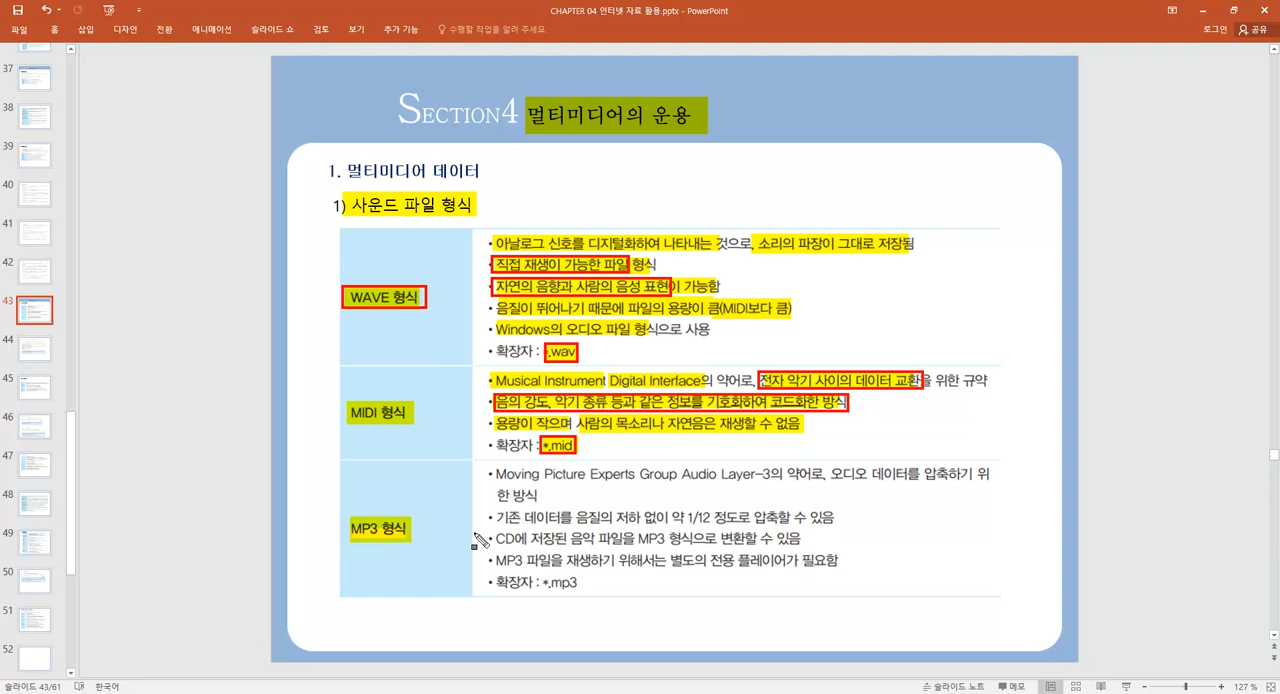 CHAPTER 04 인터넷 자료 활용.pptx - PowerPoint
파일 홈 삽입 디자인 전환 애니메이션 슬라이드 쇼 검토 보기 추가 기능 수행할 작업을 알려 주세요. 로그인 공유
37
38
39
40
41
42
43
44
45
46
47
48
49
50
51
52
SECTION4 멀티미디어의 운용
1. 멀티미디어 데이터
1) 사운드 파일 형식
WAVE 형식
• 아날로그 신호를 디지털화하여 나타내는 것으로, 소리의 파장이 그대로 저장됨
• 직접 재생이 가능한 파일 형식
• 자연의 음향과 사람의 음성 표현이 가능함
• 음질이 뛰어나기 때문에 파일의 용량이 큼(MIDI보다 큼)
• Windows의 오디오 파일 형식으로 사용
• 확장자 : *.wav
MIDI 형식
• Musical Instrument Digital Interface의 약어로, 전자 악기 사이의 데이터 교환을 위한 규약
• 음의 강도, 악기 종류 등과 같은 정보를 기호화하여 코드화한 방식
• 용량이 작으며 사람의 목소리나 자연음은 재생할 수 없음
• 확장자 : *.mid
MP3 형식
• Moving Picture Experts Group Audio Layer-3의 약어로, 오디오 데이터를 압축하기 위
한 방식
• 기존 데이터를 음질의 저하 없이 약 1/12 정도로 압축할 수 있음
• CD에 저장된 음악 파일을 MP3 형식으로 변환할 수 있음
• MP3 파일을 재생하기 위해서는 별도의 전용 플레이어가 필요함
• 확장자 : *.mp3
슬라이드 43/61 한국어 슬라이드 노트 메모 127 %